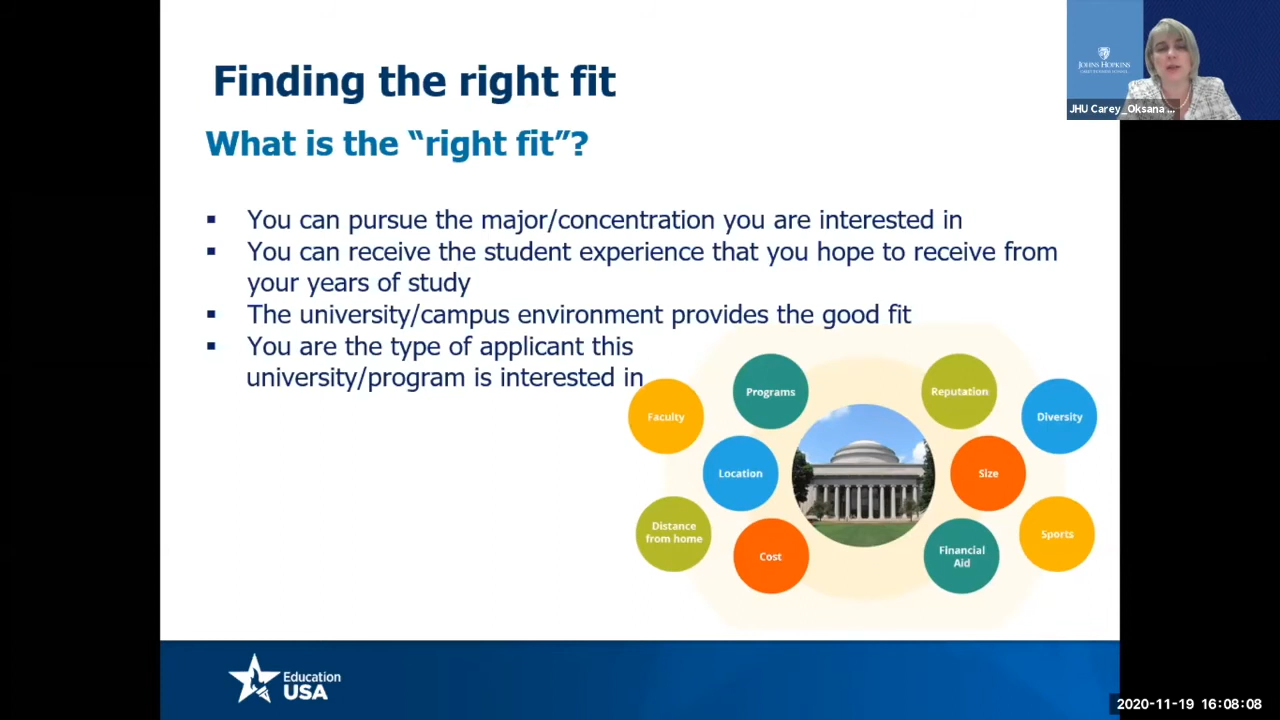 Finding the right fit
What is the “right fit”?
▪ You can pursue the major/concentration you are interested in
▪ You can receive the student experience that you hope to receive from
your years of study
▪ The university/campus environment provides the good fit
▪ You are the type of applicant this
university/program is interested in
Faculty
Programs
Reputation
Diversity
Location
Size
Distance
from home
Cost
Financial
Aid
Sports
Education
USA
JOHNS HOPKINS
JHU Carey_Oksana ...
2020-11-19 16:08:08